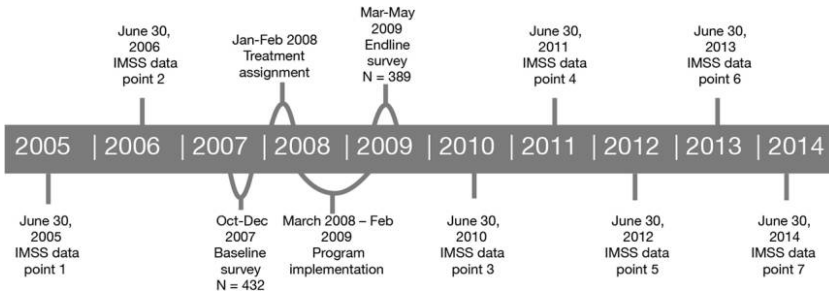 June 30,
2006
IMSS data
point 2
Jan-Feb 2008
Treatment
assignment
Mar-May
2009
Endline
survey
N = 389
June 30,
2011
IMSS data
point 4
June 30,
2013
IMSS data
point 6
2005 | 2006 | 2007 | 2008 | 2009 | 2010 | 2011 | 2012 | 2013 | 2014
June 30,
2005
IMSS data
point 1
Oct-Dec
2007
Baseline
survey
N = 432
March 2008 – Feb
2009
Program
implementation
June 30,
2010
IMSS data
point 3
June 30,
2012
IMSS data
point 5
June 30,
2014
IMSS data
point 7